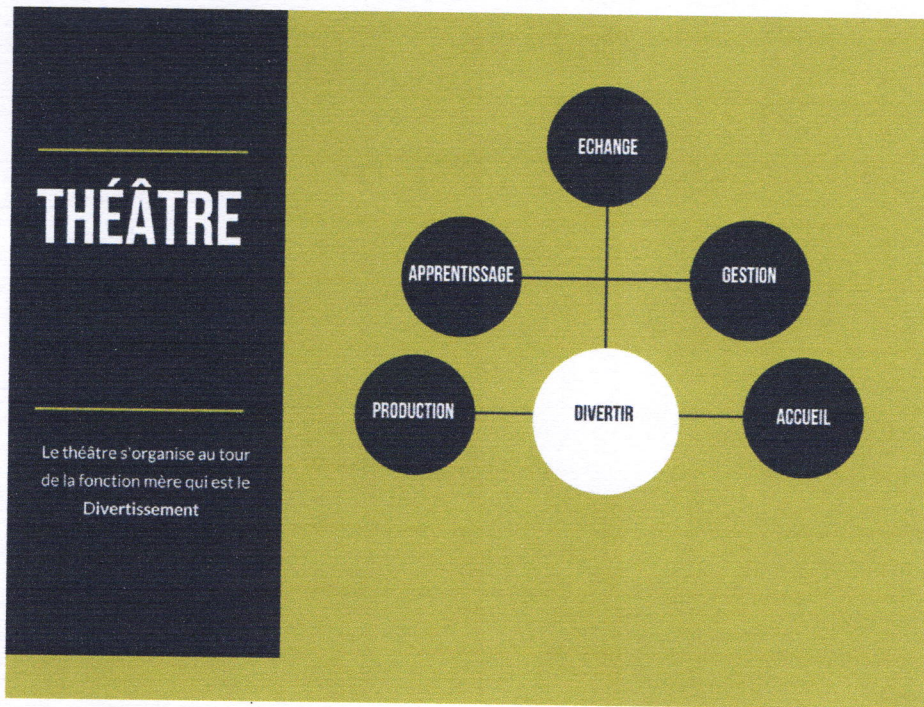 THÉÂTRE
Le théâtre s'organise au tour
de la fonction mère qui est le
Divertissement
ECHANGE
APPRENTISSAGE
GESTION
PRODUCTION
DIVERTIR
ACCUEIL